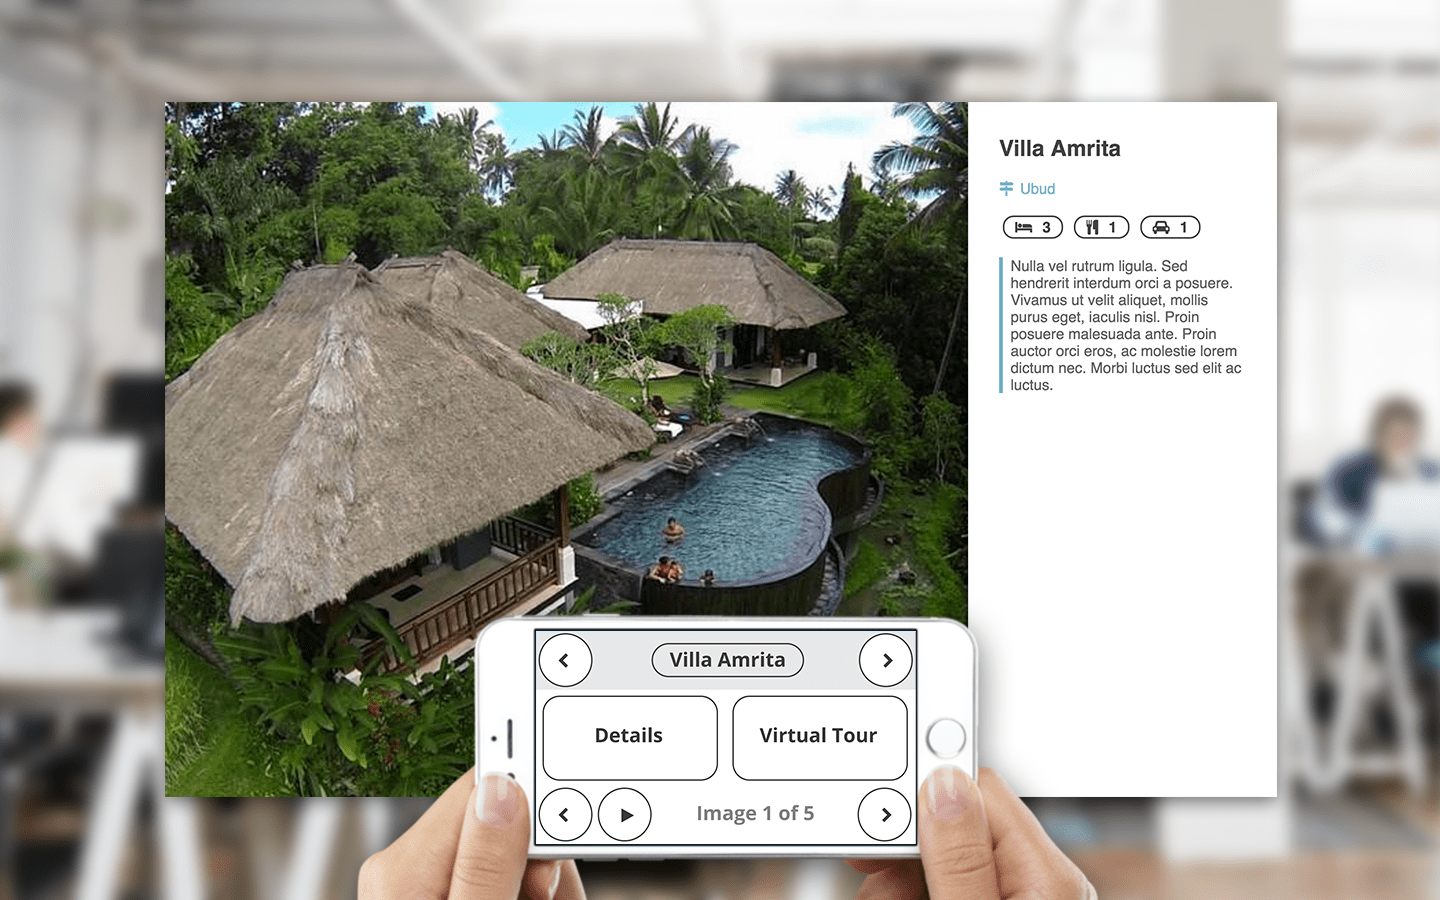 Villa Amrita
Ubud
3 1 1
Nulla vel rutrum ligula. Sed
hendrerit interdum orci a posuere.
Vivamus ut velit aliquet, mollis
purus eget, iaculis nisl. Proin
posuere malesuada ante. Proin
auctor orci eros, ac molestie lorem
dictum nec. Morbi luctus sed elit ac
luctus.
Villa Amrita
Details
Virtual Tour
Image 1 of 5